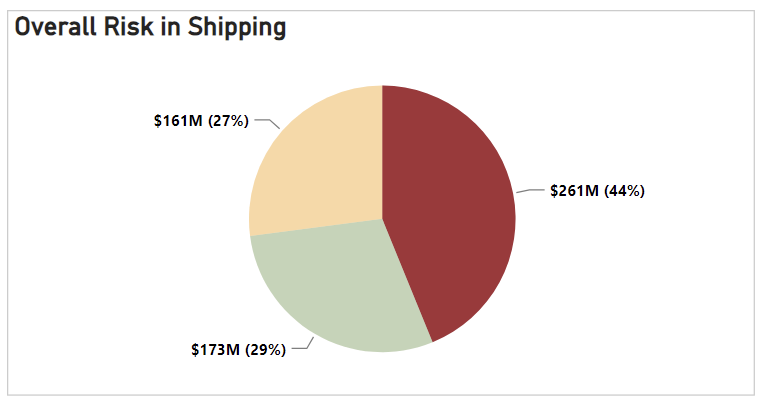 Overall Risk in Shipping
$161M (27%)
$261M (44%)
$173M (29%)